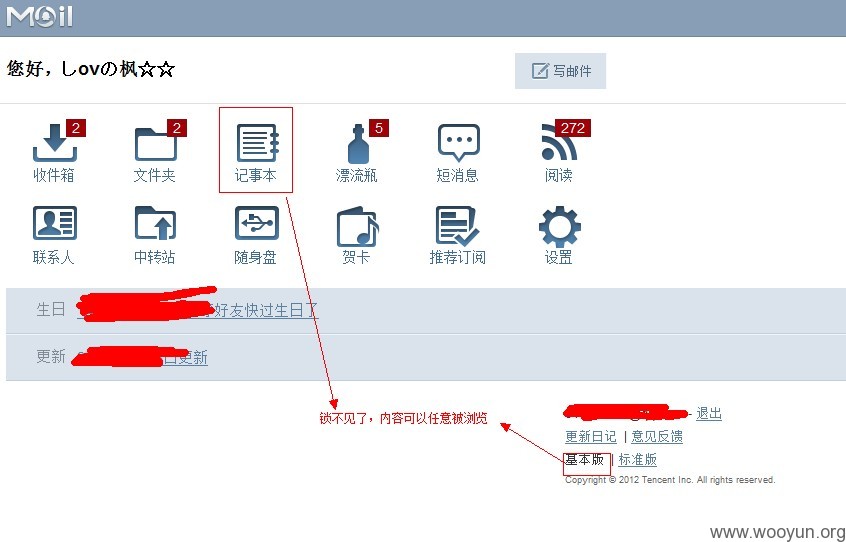 Mail
您好，しovの枫☆☆
写邮件
2
2
5
272
收件箱
文件夹
记事本
漂流瓶
短消息
阅读
联系人
中转站
随身盘
贺卡
推荐订阅
设置
生日
好友快过生日了
更新
日更新
锁不见了，内容可以任意被浏览
退出
更新日记 | 意见反馈
基本版 | 标准版
Copyright © 2012 Tencent Inc. All rights reserved.
www.wooyun.org